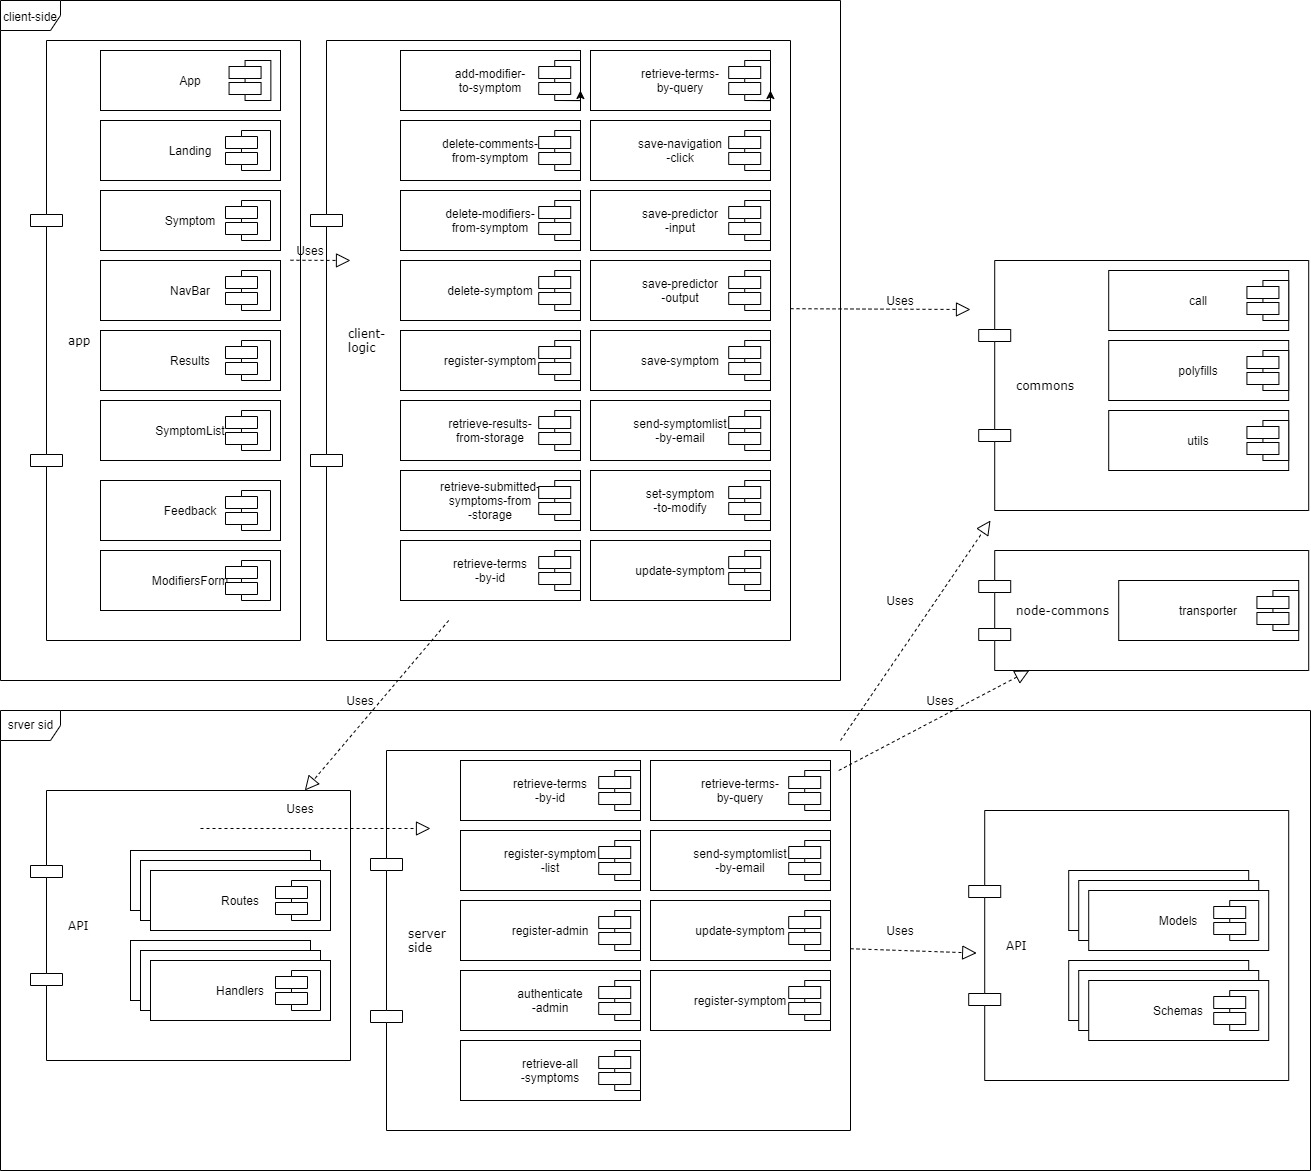 client-side
app
App
Landing
Symptom
NavBar
Results
SymptomList
Feedback
ModifiersForm
Uses
client-
logic
add-modifier-
to-symptom
delete-comments-
from-symptom
delete-modifiers-
from-symptom
delete-symptom
register-symptom
retrieve-results-
from-storage
retrieve-submitted-
symptoms-from
-storage
retrieve-terms
-by-id
retrieve-terms-
by-query
save-navigation
-click
save-predictor
-input
save-predictor
-output
save-symptom
send-symptomlist
-by-email
set-symptom
-to-modify
update-symptom
Uses
commons
call
polyfills
utils
Uses
node-commons
transporter
Uses
Uses
srver sid
API
Routes
Handlers
Uses
server
side
retrieve-terms
-by-id
register-symptom
-list
register-admin
authenticate
-admin
retrieve-all
-symptoms
retrieve-terms-
by-query
send-symptomlist
-by-email
update-symptom
register-symptom
Uses
API
Models
Schemas